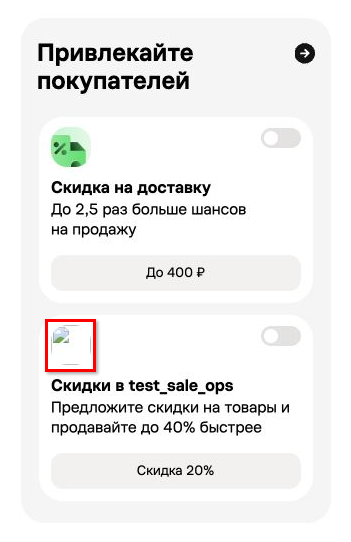 Привлекайте
покупателей
%
Скидка на доставку
До 2,5 раз больше шансов
на продажу
До 400 ₽
Скидки в test_sale_ops
Предложите скидки на товары и
продавайте до 40% быстрее
Скидка 20%